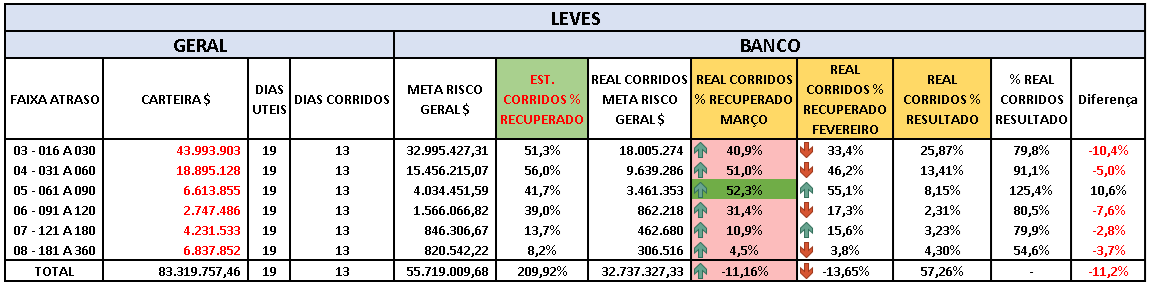 LEVES
GERAL BANCO
FAIXA ATRASO CARTEIRA $ DIAS UTEIS DIAS CORRIDOS META RISCO GERAL $ EST. CORRIDOS % RECUPERADO REAL CORRIDOS META RISCO GERAL $ REAL CORRIDOS % RECUPERADO MARÇO REAL CORRIDOS % RECUPERADO FEVEREIRO REAL CORRIDOS % RESULTADO % REAL CORRIDOS RESULTADO Diferença
03 - 016 A 030 43.993.903 19 13 32.995.427,31 51,3% 18.005.274 40,9% 33,4% 25,87% 79,8% -10,4%
04 - 031 A 060 18.895.128 19 13 15.456.215,07 56,0% 9.639.286 51,0% 46,2% 13,41% 91,1% -5,0%
05 - 061 A 090 6.613.855 19 13 4.034.451,59 41,7% 3.461.353 52,3% 55,1% 8,15% 125,4% 10,6%
06 - 091 A 120 2.747.486 19 13 1.566.066,82 39,0% 862.218 31,4% 17,3% 2,31% 80,5% -7,6%
07 - 121 A 180 4.231.533 19 13 846.306,67 13,7% 462.680 10,9% 15,6% 3,23% 79,9% -2,8%
08 - 181 A 360 6.837.852 19 13 820.542,22 8,2% 306.516 4,5% 3,8% 4,30% 54,6% -3,7%
TOTAL 83.319.757,46 19 13 55.719.009,68 209,92% 32.737.327,33 -11,16% -13,65% 57,26% - -11,2%